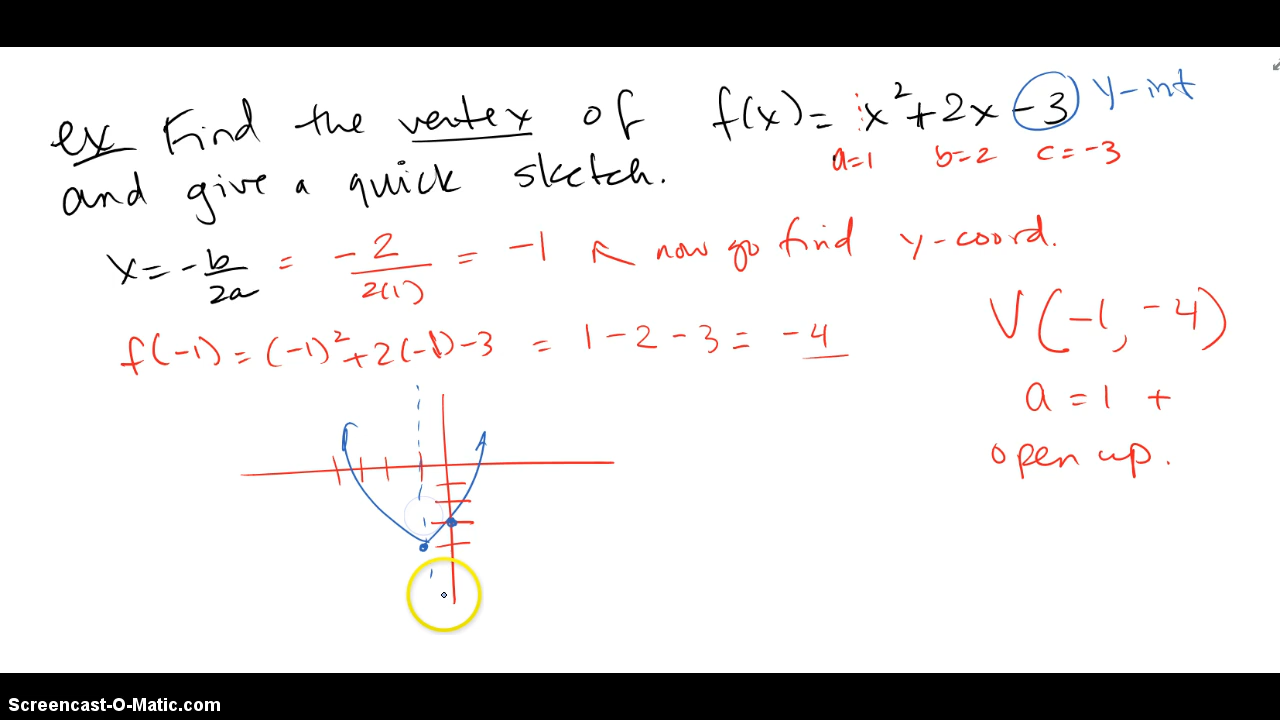 ex Find the vertex of f(x) = x² + 2x - 3 y-int
a=1 b=2 c=-3
and give a quick sketch.
x = -b/2a = -2/2(1) = -1 ↖ now go find y-coord.
V(-1, -4)
f(-1) = (-1)² + 2(-1) - 3 = 1 - 2 - 3 = -4
a = 1 +
open up.
Screencast-O-Matic.com